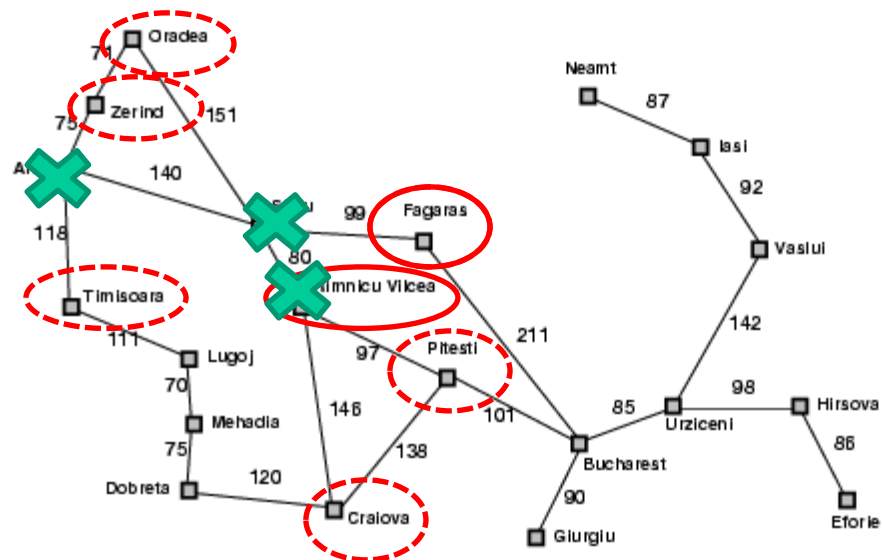 Oradea
71
Neamt
87
Zerind
151
75
Iasi
140
92
99
Fagaras
118
80
Vaslui
Timisoara
Rimnicu Vilcea
111
142
211
Lugoj
97
Pitesti
70
98
Hirsova
146
101
85
Mehadia
Urziceni
75
138
86
Bucharest
120
Dobreta
90
Craiova
Eforie
Giurgiu